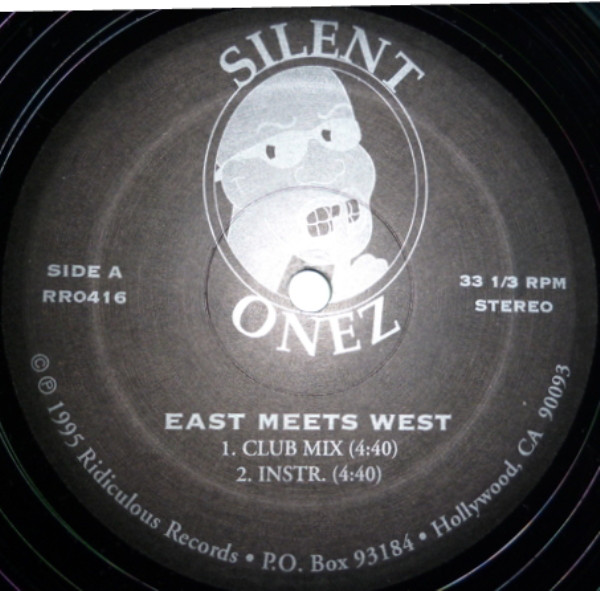 SILENT
ONEZ
SIDE A
RR0416
33 1/3 RPM
STEREO
EAST MEETS WEST
1. CLUB MIX (4:40)
2. INSTR. (4:40)
© ℗ 1995 Ridiculous Records • P.O. Box 93184 • Hollywood, CA 90093